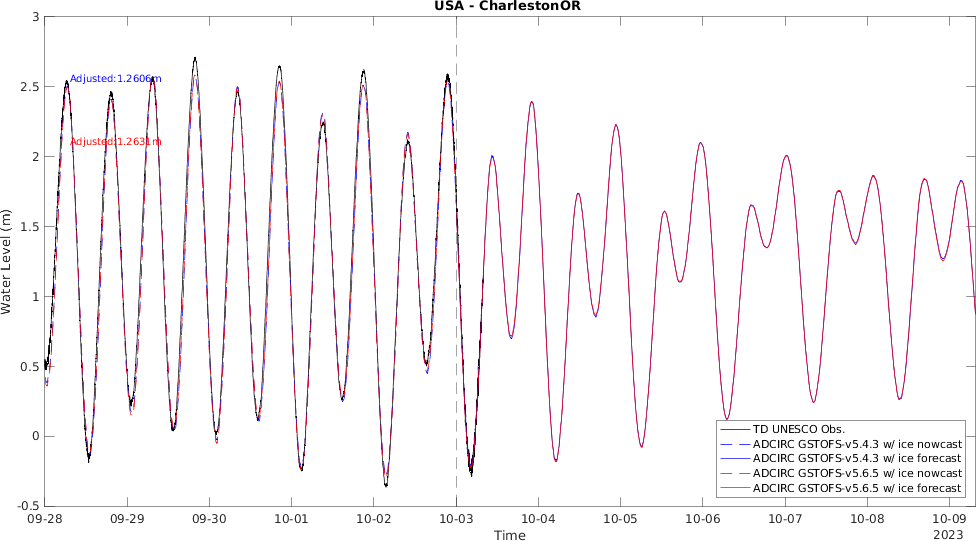 USA - CharlestonOR
3
2.5
2
1.5
1
0.5
0
-0.5
Water Level (m)
Adjusted:1.2606m
Adjusted:1.2631m
TD UNESCO Obs.
ADCIRC GSTOFS-v5.4.3 w/ ice nowcast
ADCIRC GSTOFS-v5.4.3 w/ ice forecast
ADCIRC GSTOFS-v5.6.5 w/ ice nowcast
ADCIRC GSTOFS-v5.6.5 w/ ice forecast
09-28 09-29 09-30 10-01 10-02 10-03 10-04 10-05 10-06 10-07 10-08 10-09
Time
2023